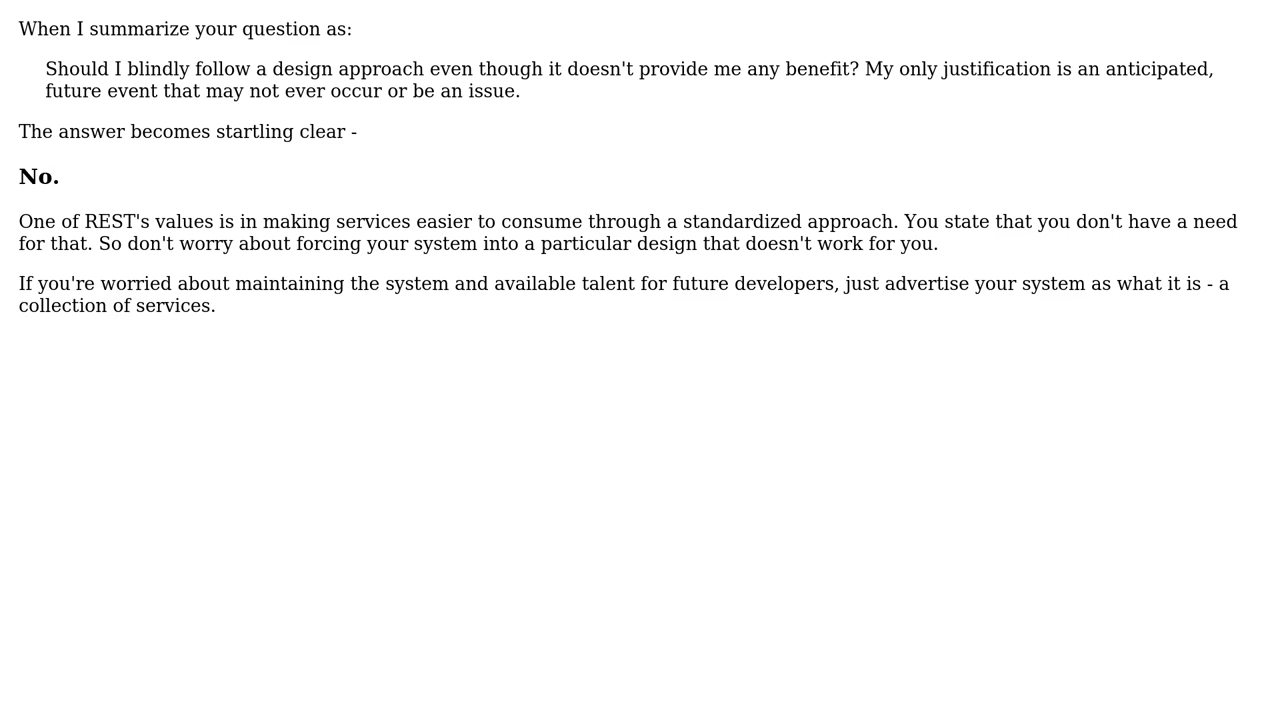 When I summarize your question as:
Should I blindly follow a design approach even though it doesn't provide me any benefit? My only justification is an anticipated,
future event that may not ever occur or be an issue.
The answer becomes startling clear -
No.
One of REST's values is in making services easier to consume through a standardized approach. You state that you don't have a need
for that. So don't worry about forcing your system into a particular design that doesn't work for you.
If you're worried about maintaining the system and available talent for future developers, just advertise your system as what it is - a
collection of services.